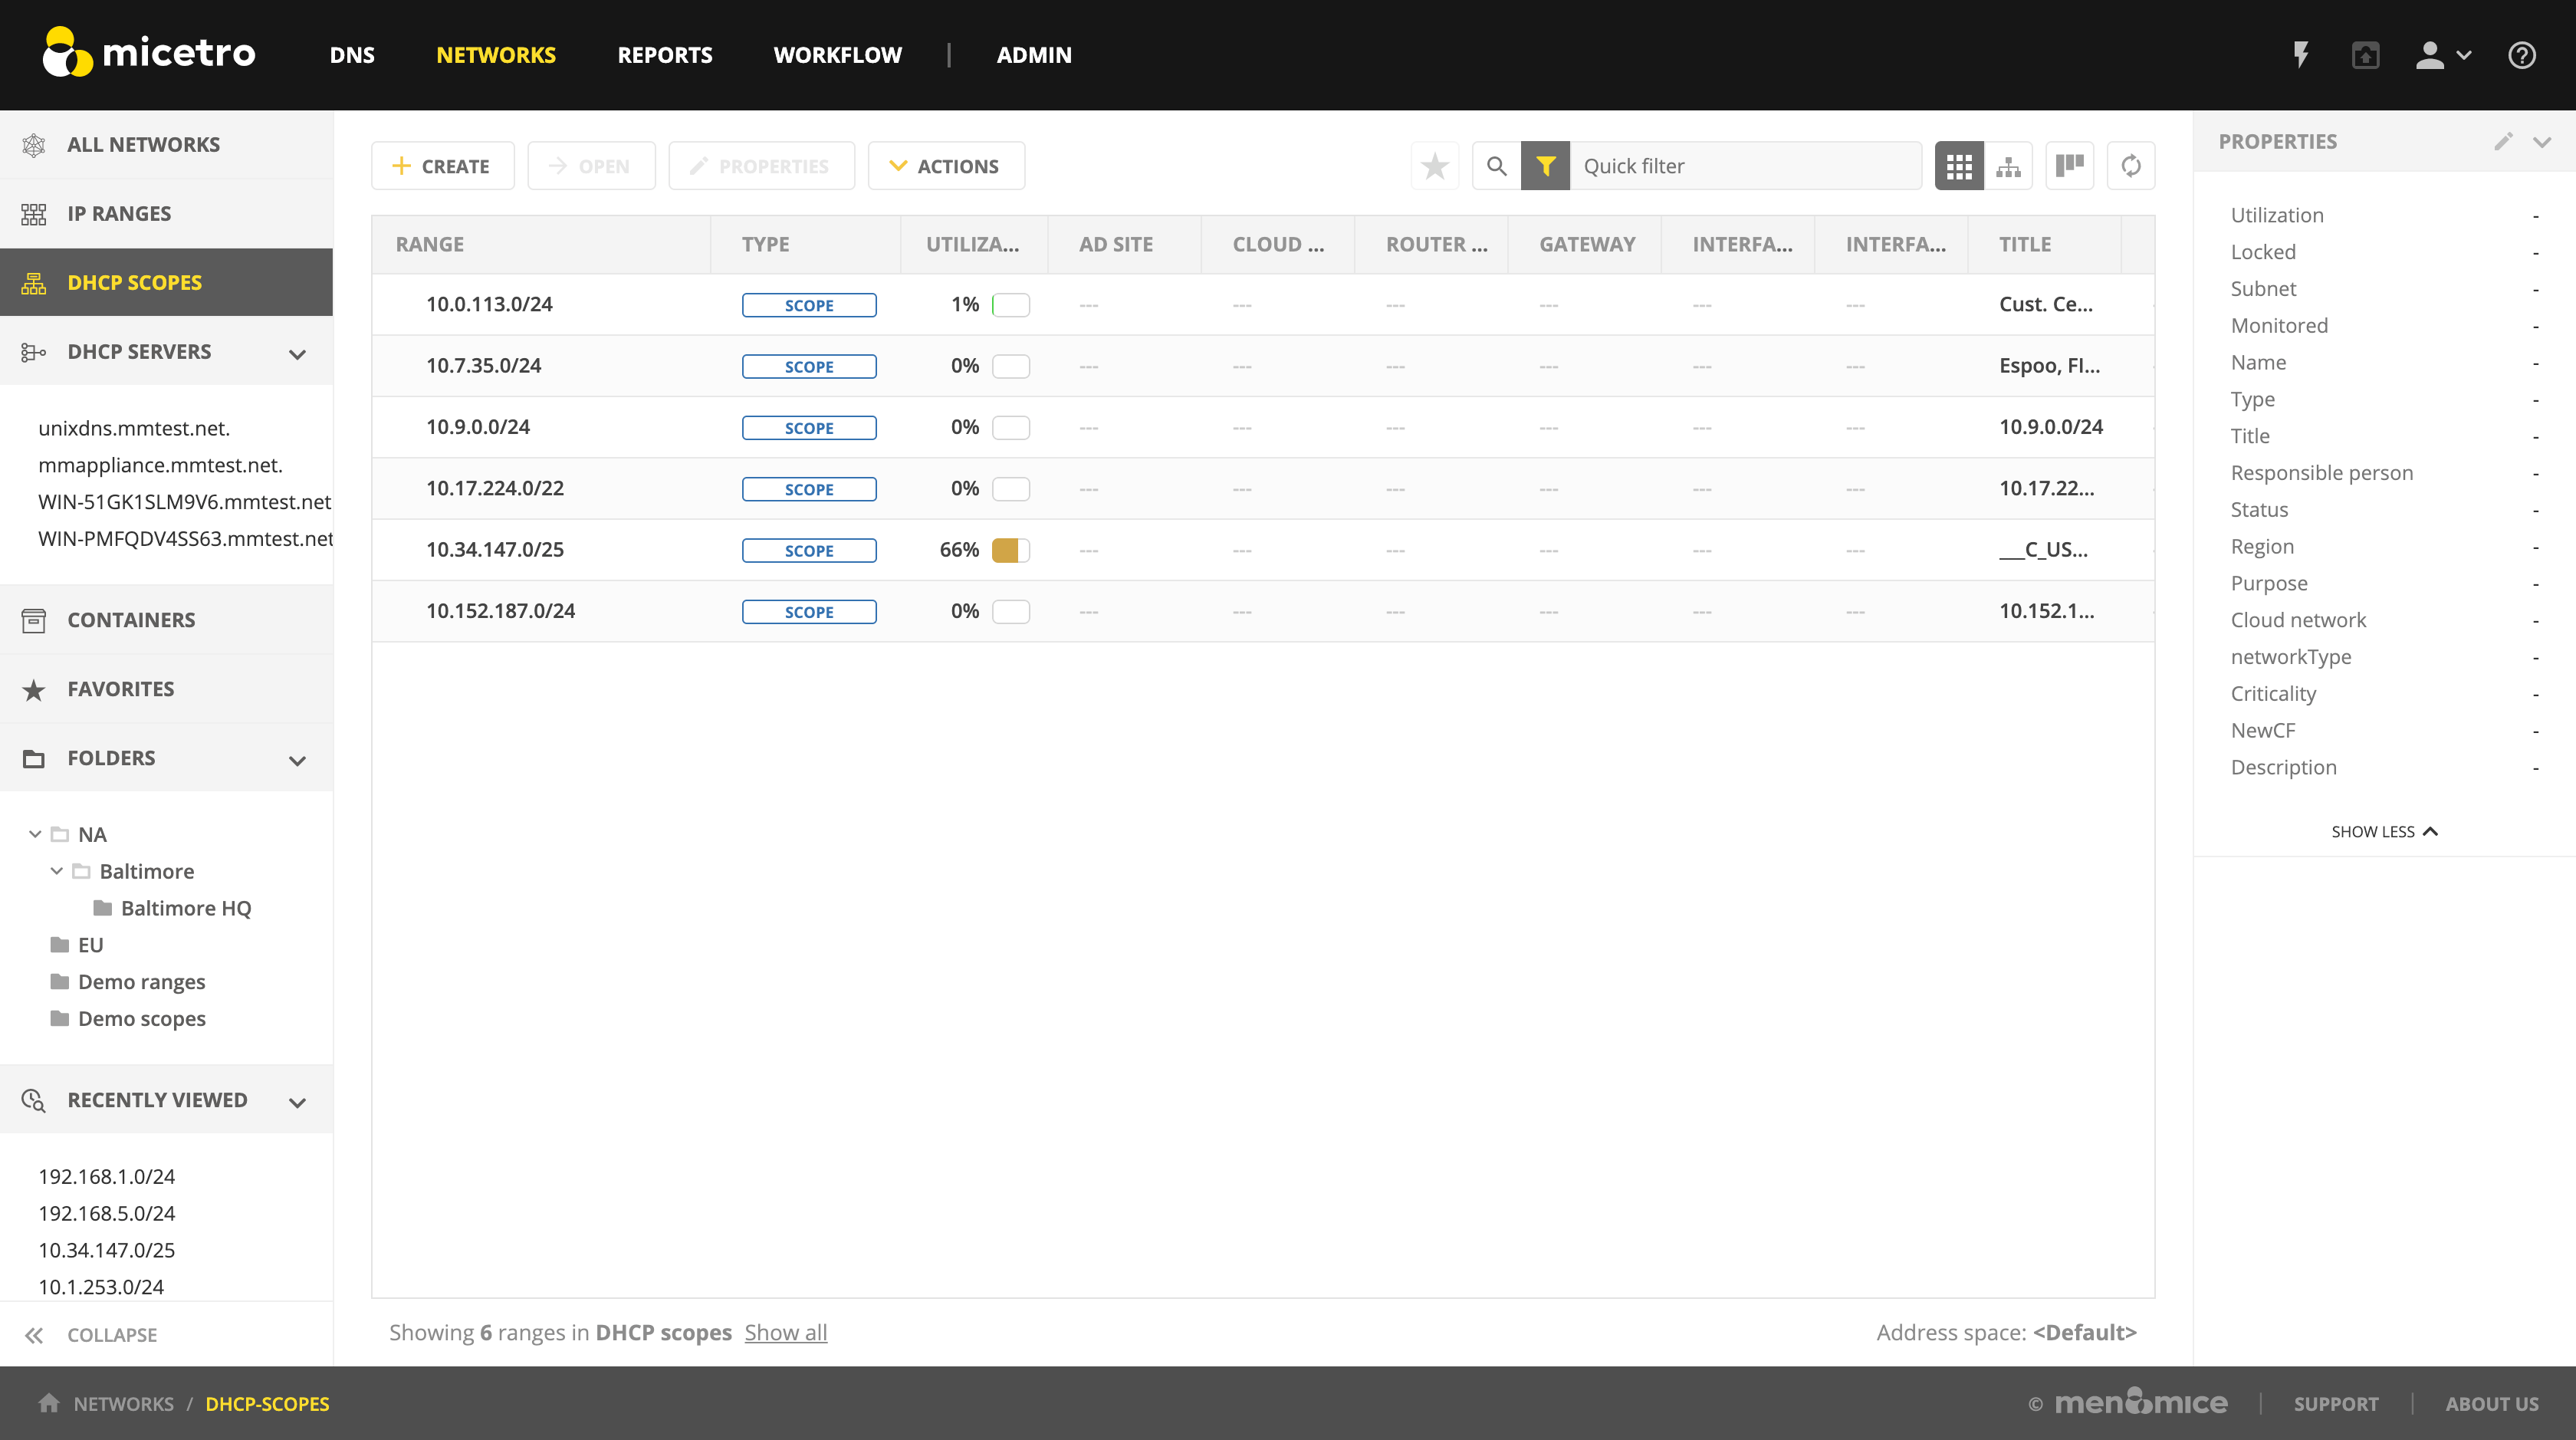 micetro DNS NETWORKS REPORTS WORKFLOW | ADMIN
ALL NETWORKS
IP RANGES
DHCP SCOPES
DHCP SERVERS
unixdns.mmtest.net.
mmappliance.mmtest.net.
WIN-51GK1SLM9V6.mmtest.net
WIN-PMFQDV4SS63.mmtest.net
CONTAINERS
FAVORITES
FOLDERS
NA
Baltimore
Baltimore HQ
EU
Demo ranges
Demo scopes
RECENTLY VIEWED
192.168.1.0/24
192.168.5.0/24
10.34.147.0/25
10.1.253.0/24
COLLAPSE
CREATE OPEN PROPERTIES ACTIONS Quick filter
RANGE TYPE UTILIZA... AD SITE CLOUD ... ROUTER ... GATEWAY INTERFA... INTERFA... TITLE
10.0.113.0/24 SCOPE 1% --- --- --- --- --- --- Cust. Ce...
10.7.35.0/24 SCOPE 0% --- --- --- --- --- --- Espoo, FI...
10.9.0.0/24 SCOPE 0% --- --- --- --- --- --- 10.9.0.0/24
10.17.224.0/22 SCOPE 0% --- --- --- --- --- --- 10.17.22...
10.34.147.0/25 SCOPE 66% --- --- --- --- --- --- ___C_US...
10.152.187.0/24 SCOPE 0% --- --- --- --- --- --- 10.152.1...
Showing 6 ranges in DHCP scopes Show all Address space: <Default>
PROPERTIES
Utilization -
Locked -
Subnet -
Monitored -
Name -
Type -
Title -
Responsible person -
Status -
Region -
Purpose -
Cloud network -
networkType -
Criticality -
NewCF -
Description -
SHOW LESS
NETWORKS / DHCP-SCOPES © men&mice | SUPPORT | ABOUT US